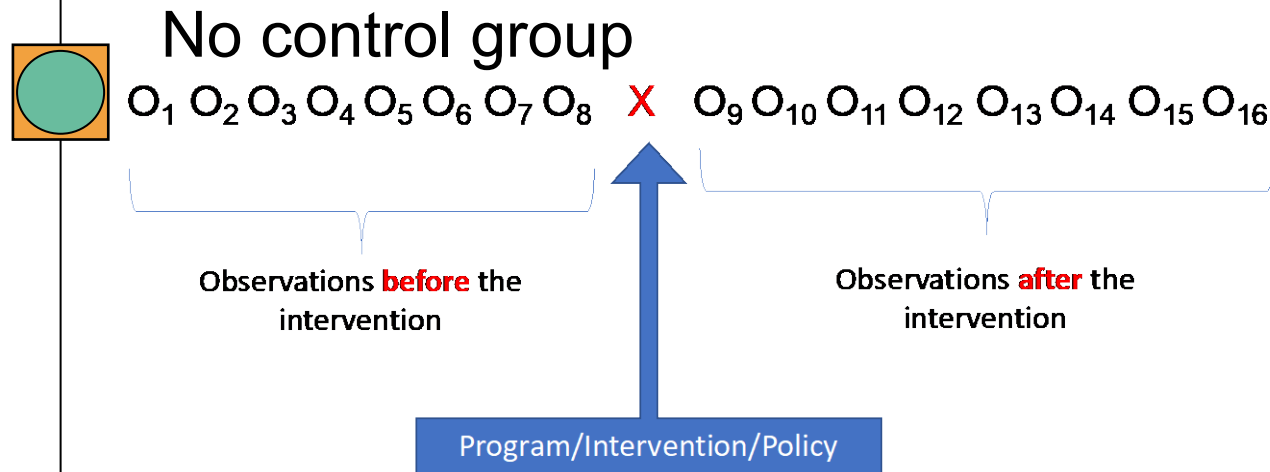 No control group
O₁ O₂ O₃ O₄ O₅ O₆ O₇ O₈ X O₉ O₁₀ O₁₁ O₁₂ O₁₃ O₁₄ O₁₅ O₁₆
Observations before the
intervention
Observations after the
intervention
Program/Intervention/Policy